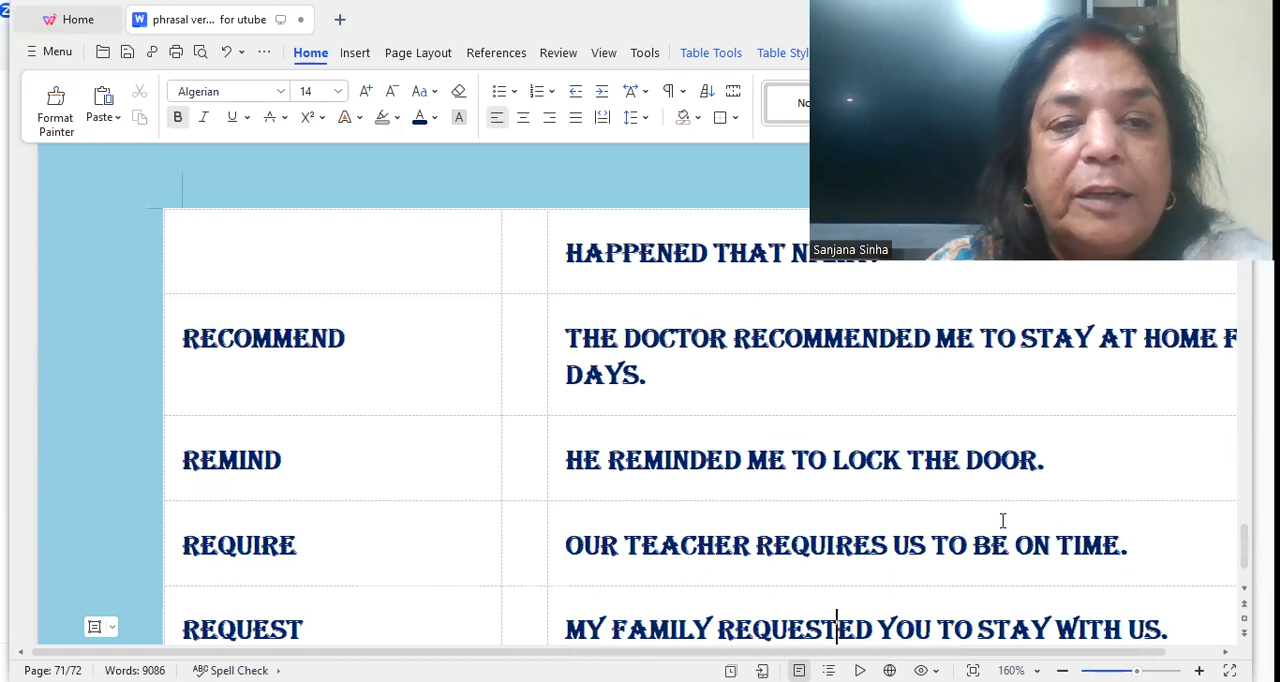 Home
phrasal ver... for utube
Menu
Home Insert Page Layout References Review View Tools Table Tools Table Styl
Algerian 14
Format Painter
Paste
HAPPENED THAT
RECOMMEND THE DOCTOR RECOMMENDED ME TO STAY AT HOME F
DAYS.
REMIND HE REMINDED ME TO LOCK THE DOOR.
REQUIRE OUR TEACHER REQUIRES US TO BE ON TIME.
REQUEST MY FAMILY REQUESTED YOU TO STAY WITH US.
Sanjana Sinha
Page: 71/72 Words: 9086 Spell Check 160%